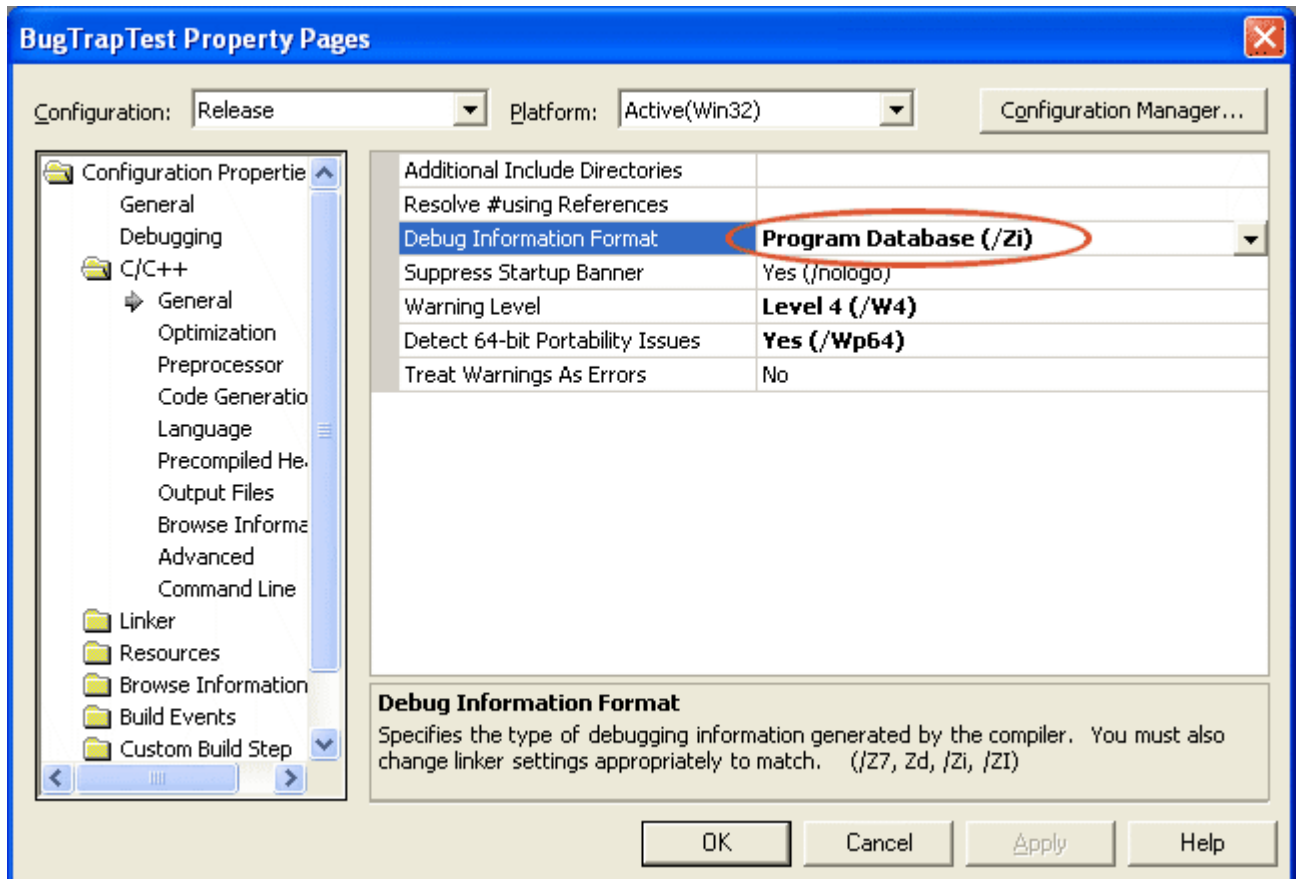 BugTrapTest Property Pages
Configuration: Release Platform: Active(Win32) Configuration Manager...
Configuration Propertie
General
Debugging
C/C++
General
Optimization
Preprocessor
Code Generatio
Language
Precompiled He
Output Files
Browse Informa
Advanced
Command Line
Linker
Resources
Browse Information
Build Events
Custom Build Step
Additional Include Directories
Resolve #using References
Debug Information Format Program Database (/Zi)
Suppress Startup Banner Yes (/nologo)
Warning Level Level 4 (/W4)
Detect 64-bit Portability Issues Yes (/Wp64)
Treat Warnings As Errors No
Debug Information Format
Specifies the type of debugging information generated by the compiler. You must also
change linker settings appropriately to match. (/Z7, Zd, /Zi, /ZI)
OK Cancel Apply Help